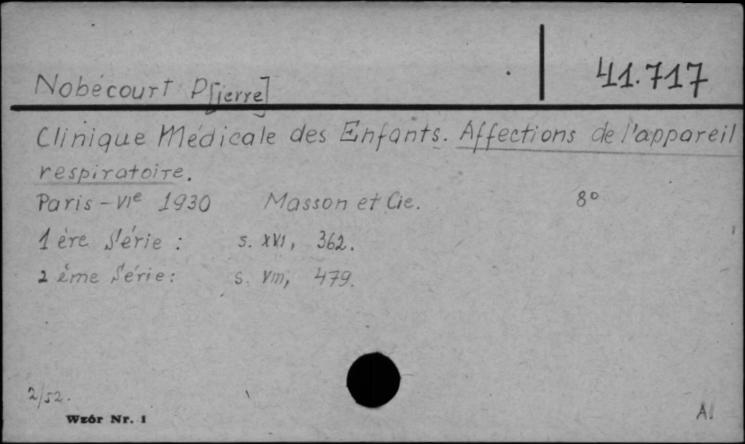 41.717
Nobécourt P[ierre]
Clinique Médicale des Enfants. Affections de l'appareil
respiratoire.
Paris - VIe 1930 Masson et Cie. 8°
1ère Série : s. XVI, 362.
2ème Série: s. VIII, 479.
2/52.
Wzór Nr. 1
A.